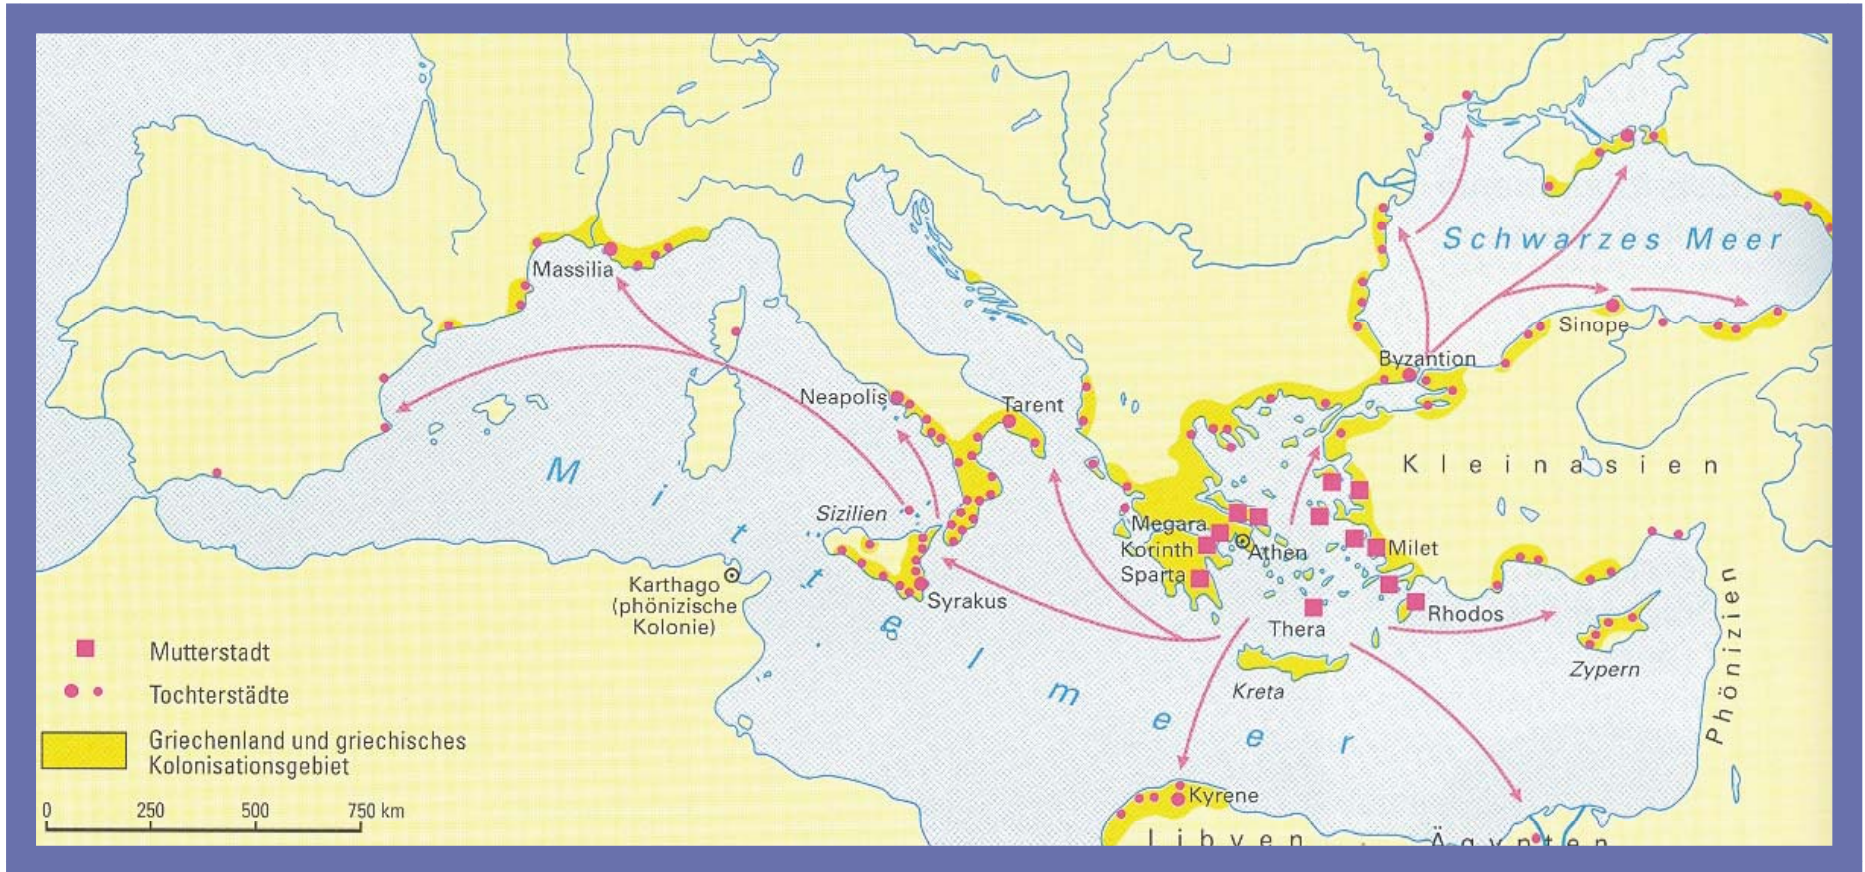 Schwarzes Meer
Massilia
Sinope
Byzantion
Neapolis
Tarent
Kleinasien
Mittelmeer
Sizilien
Megara
Korinth
Athen
Milet
Sparta
Karthago
(phönizische
Kolonie)
Syrakus
Rhodos
Thera
Zypern
Kreta
Phönizien
Mutterstadt
Tochterstädte
Griechenland und griechisches
Kolonisationsgebiet
Kyrene
0 250 500 750 km
Libyen
Ägypten